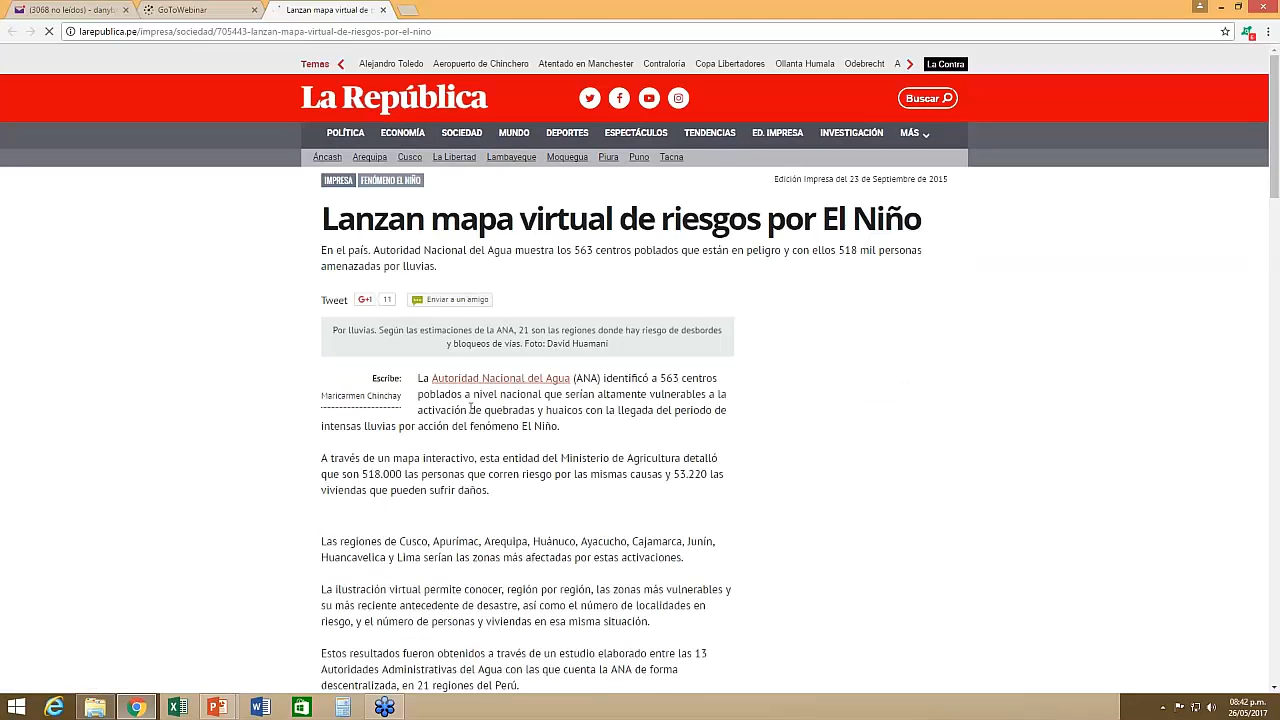 (3068 no leídos) - danyl
GoToWebinar
Lanzan mapa virtual de
larepublica.pe/impresa/sociedad/705443-lanzan-mapa-virtual-de-riesgos-por-el-nino
Temas
Alejandro Toledo Aeropuerto de Chinchero Atentado en Manchester Contraloría Copa Libertadores Ollanta Humala Odebrecht A La Contra
La República
Buscar
POLÍTICA ECONOMÍA SOCIEDAD MUNDO DEPORTES ESPECTÁCULOS TENDENCIAS ED. IMPRESA INVESTIGACIÓN MÁS
Áncash Arequipa Cusco La Libertad Lambayeque Moquegua Piura Puno Tacna
IMPRESA FENÓMENO EL NIÑO
Edición Impresa del 23 de Septiembre de 2015
Lanzan mapa virtual de riesgos por El Niño
En el país. Autoridad Nacional del Agua muestra los 563 centros poblados que están en peligro y con ellos 518 mil personas
amenazadas por lluvias.
Tweet G+1 11 Enviar a un amigo
Por lluvias. Según las estimaciones de la ANA, 21 son las regiones donde hay riesgo de desbordes
y bloqueos de vías. Foto: David Huamaní
Escribe:
Maricarmen Chinchay
La Autoridad Nacional del Agua (ANA) identificó a 563 centros
poblados a nivel nacional que serían altamente vulnerables a la
activación de quebradas y huaicos con la llegada del periodo de
intensas lluvias por acción del fenómeno El Niño.
A través de un mapa interactivo, esta entidad del Ministerio de Agricultura detalló
que son 518.000 las personas que corren riesgo por las mismas causas y 53.220 las
viviendas que pueden sufrir daños.
Las regiones de Cusco, Apurímac, Arequipa, Huánuco, Ayacucho, Cajamarca, Junín,
Huancavelica y Lima serían las zonas más afectadas por estas activaciones.
La ilustración virtual permite conocer, región por región, las zonas más vulnerables y
su más reciente antecedente de desastre, así como el número de localidades en
riesgo, y el número de personas y viviendas en esa misma situación.
Estos resultados fueron obtenidos a través de un estudio elaborado entre las 13
Autoridades Administrativas del Agua con las que cuenta la ANA de forma
descentralizada, en 21 regiones del Perú.
08:42 p.m.
26/05/2017